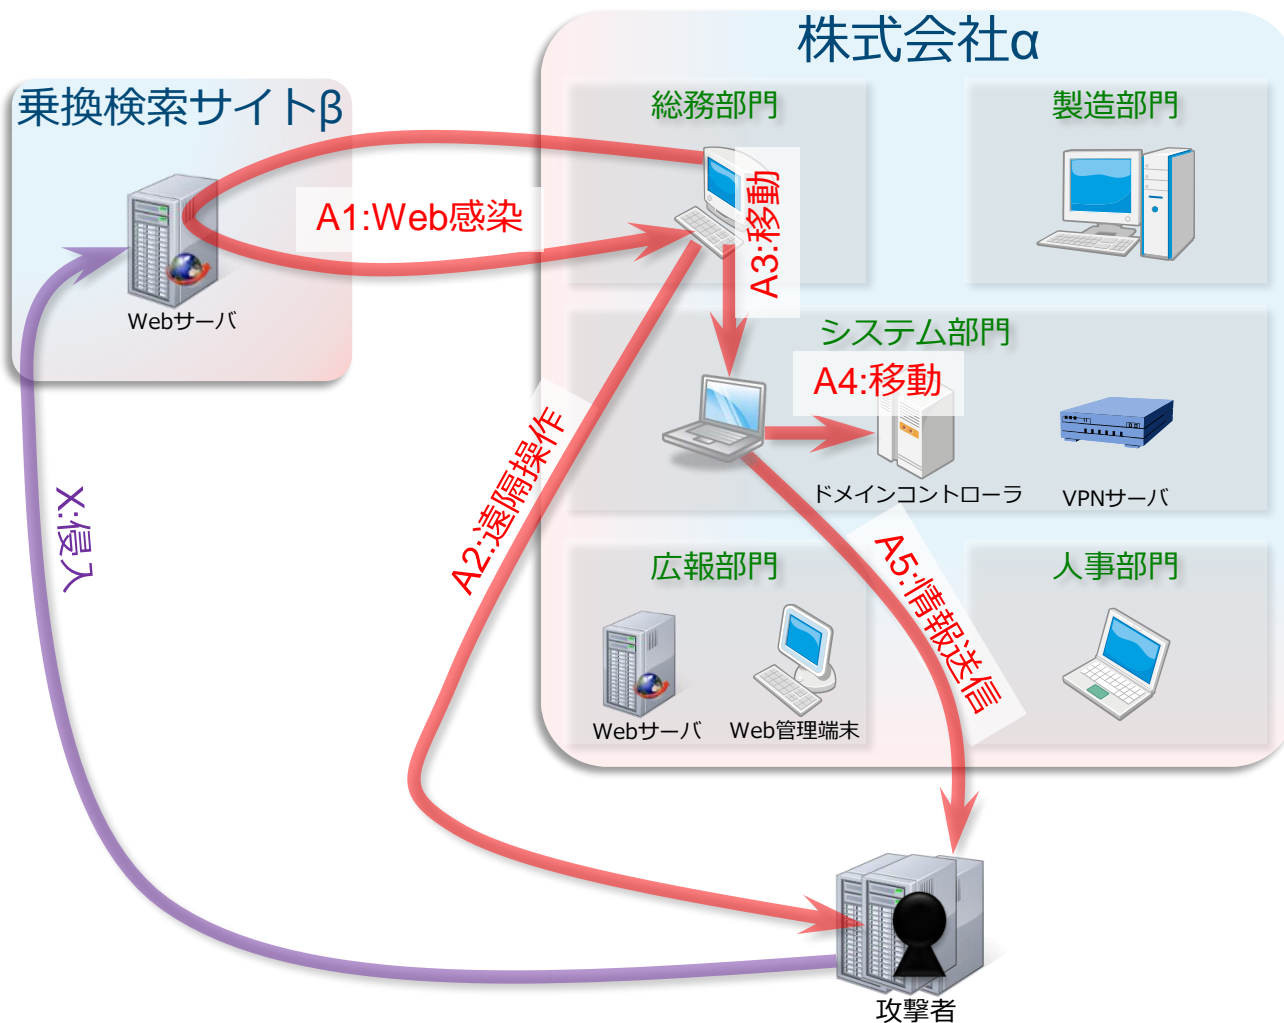 株式会社α
乗換検索サイトβ
総務部門
製造部門
A1:Web感染
A3:移動
Webサーバ
システム部門
A4:移動
A2:遠隔操作
ドメインコントローラ
VPNサーバ
X:侵入
広報部門
A5:情報送信
人事部門
Webサーバ
Web管理端末
攻撃者